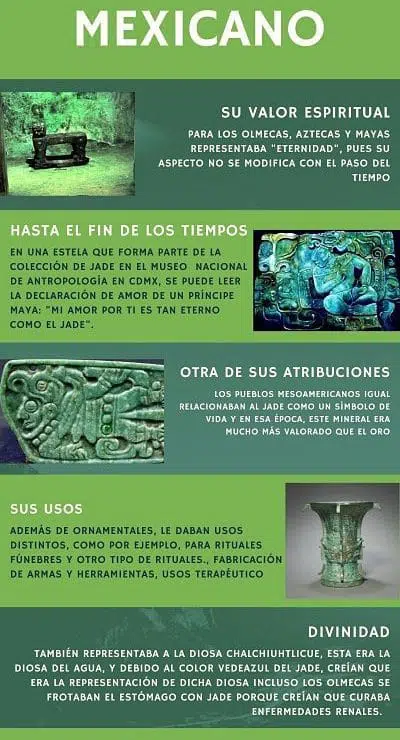 MEXICANO
SU VALOR ESPIRITUAL
PARA LOS OLMECAS, AZTECAS Y MAYAS
REPRESENTABA "ETERNIDAD", PUES SU
ASPECTO NO SE MODIFICA CON EL PASO DEL
TIEMPO
HASTA EL FIN DE LOS TIEMPOS
EN UNA ESTELA QUE FORMA PARTE DE LA
COLECCIÓN DE JADE EN EL MUSEO NACIONAL
DE ANTROPOLOGÍA EN CDMX, SE PUEDE LEER
LA DECLARACIÓN DE AMOR DE UN PRÍNCIPE
MAYA: "MI AMOR POR TI ES TAN ETERNO
COMO EL JADE".
OTRA DE SUS ATRIBUCIONES
LOS PUEBLOS MESOAMERICANOS IGUAL
RELACIONABAN AL JADE COMO UN SÍMBOLO DE
VIDA Y EN ESA ÉPOCA, ESTE MINERAL ERA
MUCHO MÁS VALORADO QUE EL ORO
SUS USOS
ADEMÁS DE ORNAMENTALES, LE DABAN USOS
DISTINTOS, COMO POR EJEMPLO, PARA RITUALES
FÚNEBRES Y OTRO TIPO DE RITUALES., FABRICACIÓN
DE ARMAS Y HERRAMIENTAS, USOS TERAPÉUTICO
DIVINIDAD
TAMBIÉN REPRESENTABA A LA DIOSA CHALCHIUHTLICUE, ESTA ERA LA
DIOSA DEL AGUA, Y DEBIDO AL COLOR VEDEAZUL DEL JADE, CREÍAN QUE
ERA LA REPRESENTACIÓN DE DICHA DIOSA INCLUSO LOS OLMECAS SE
FROTABAN EL ESTÓMAGO CON JADE PORQUE CREÍAN QUE CURABA
ENFERMEDADES RENALES.